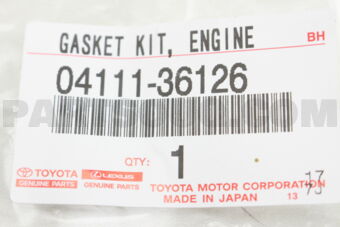 GASKET KIT, ENGINE BH
04111-36126
QTY: 1
TOYOTA LEXUS TOYOTA MOTOR CORPORATION
GENUINE PARTS GENUINE PARTS MADE IN JAPAN 13